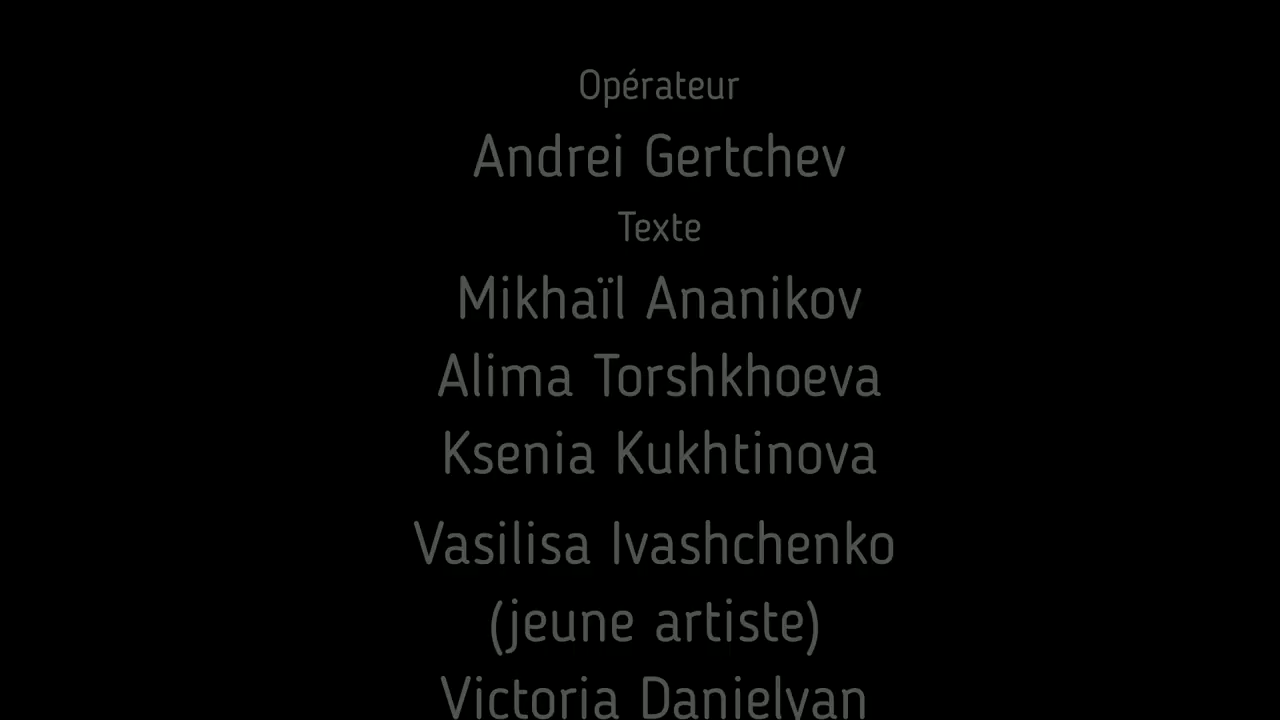 Opérateur
Andrei Gertchev
Texte
Mikhaïl Ananikov
Alima Torshkhoeva
Ksenia Kukhtinova
Vasilisa Ivashchenko
(jeune artiste)
Victoria Danielyan